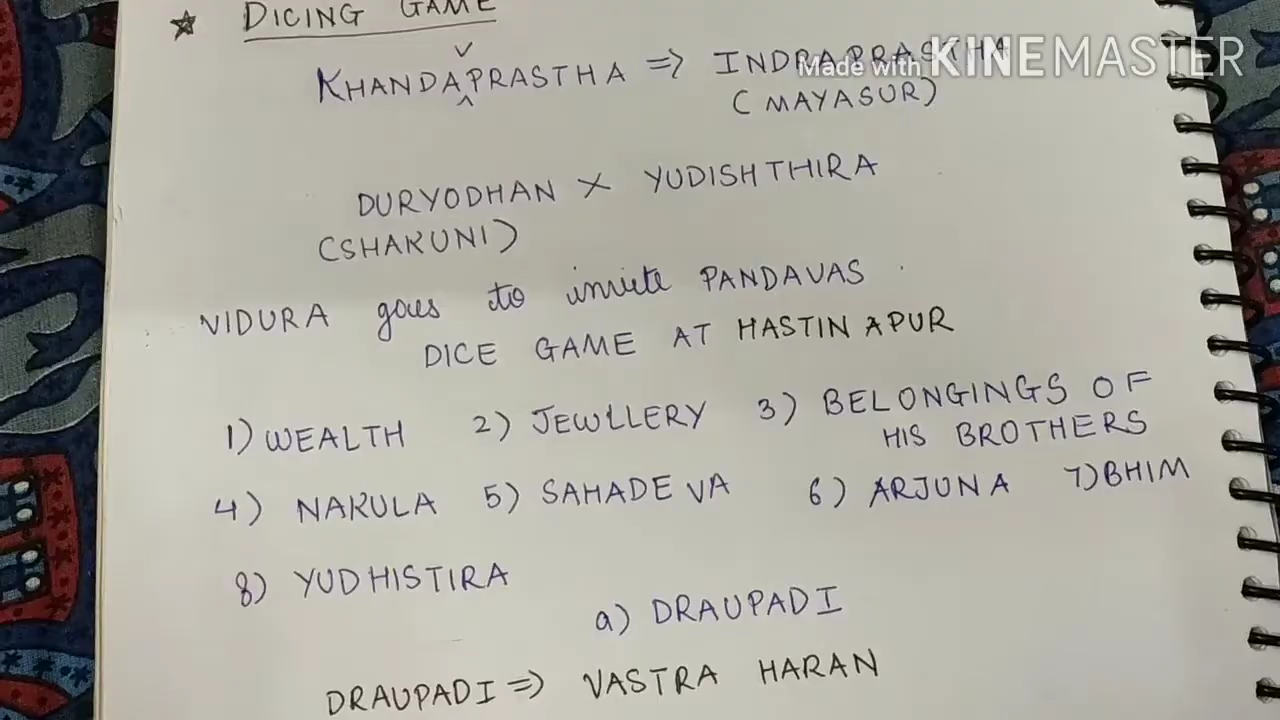 DICING GAME
KHANDAVPRASTHA => INDRAPRASTHA
(MAYASUR)
Made with KINEMASTER
DURYODHAN X YUDISHTHIRA
(SHAKUNI)
VIDURA goes to invite PANDAVAS
DICE GAME AT HASTINAPUR
1) WEALTH 2) JEWLLERY 3) BELONGINGS OF
HIS BROTHERS
4) NAKULA 5) SAHADEVA 6) ARJUNA 7) BHIM
8) YUDHISTIRA
a) DRAUPADI
DRAUPADI => VASTRA HARAN